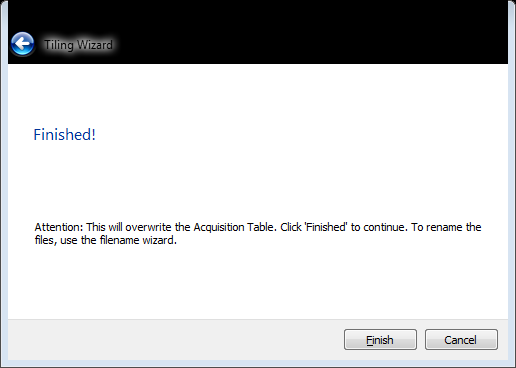 Tiling Wizard
Finished!
Attention: This will overwrite the Acquisition Table. Click 'Finished' to continue. To rename the
files, use the filename wizard.
Finish
Cancel